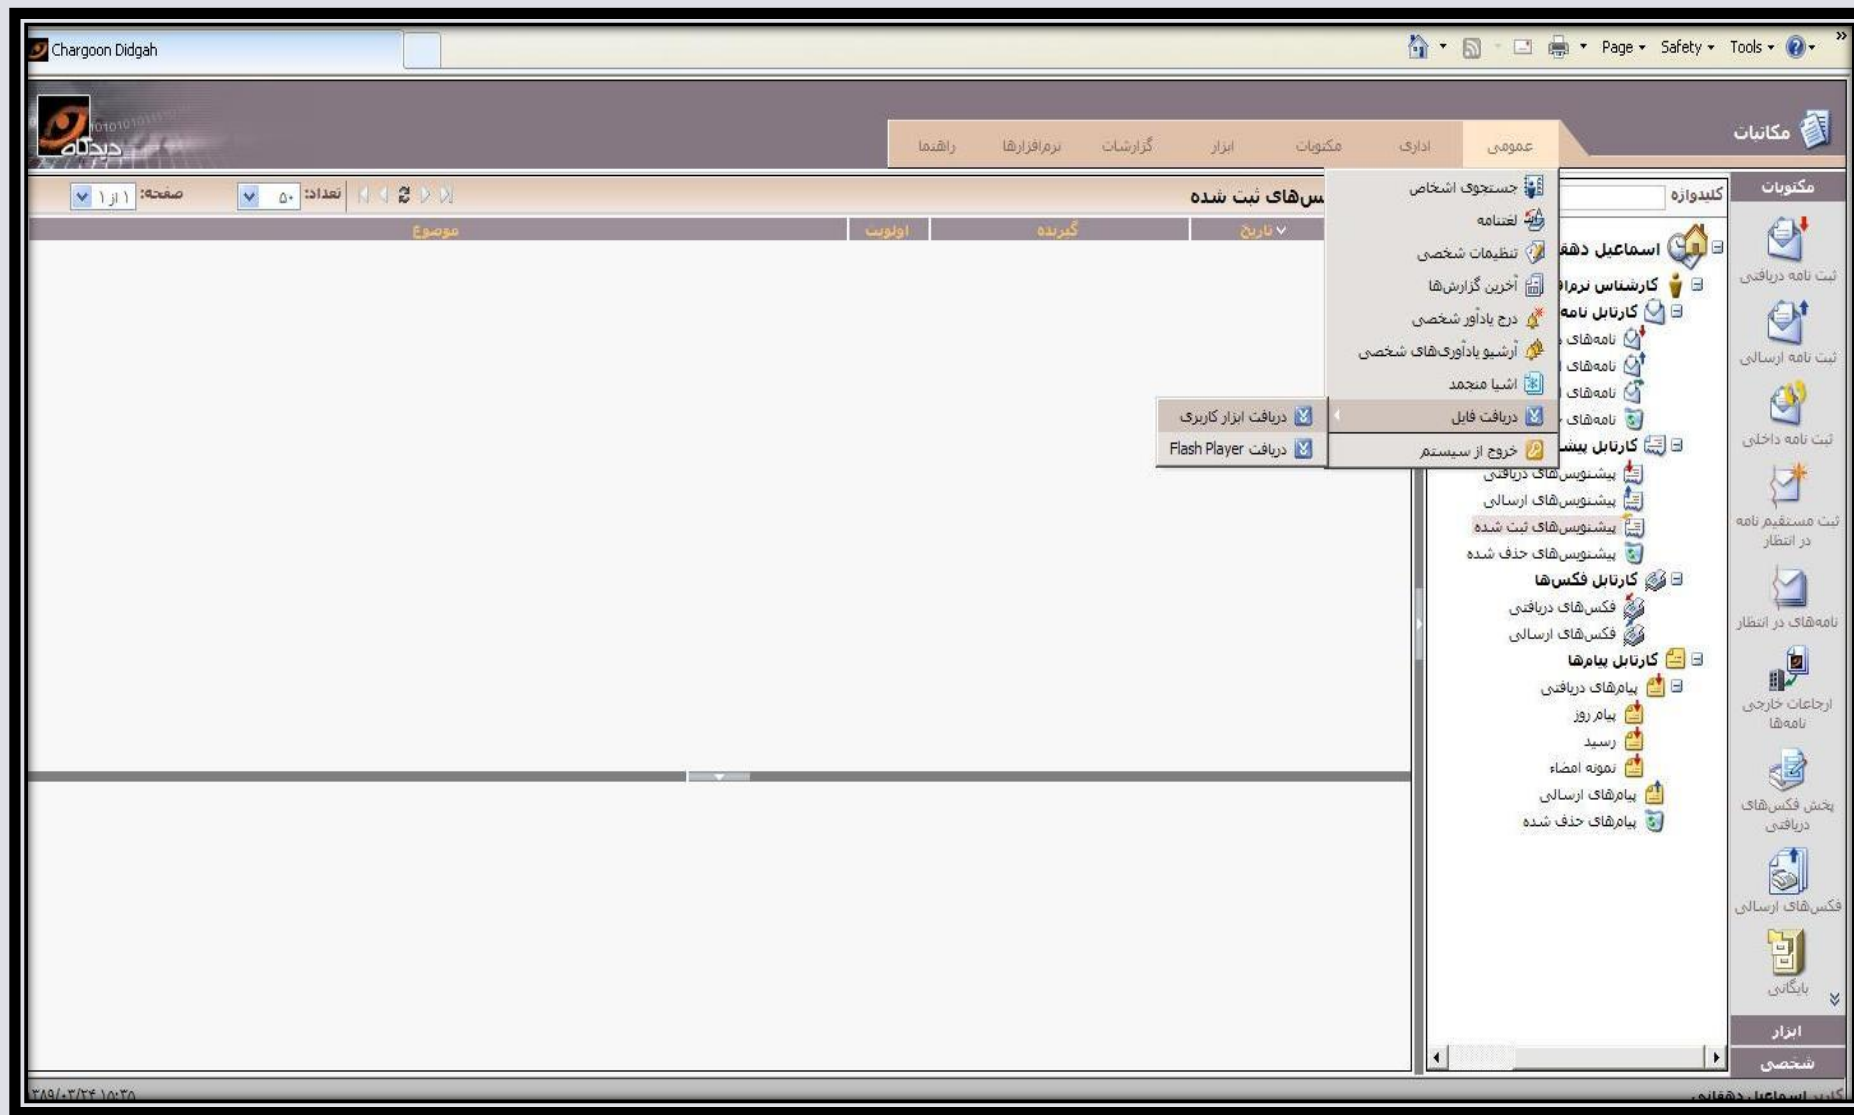 Chargoon Didgah
Page
Safety
Tools
»
دیدگاه
مکاتبات
عمومی
اداری
مکتوبات
ابزار
گزارشات
نرم‌افزارها
راهنما
مکتوبات
ثبت نامه دریافتی
ثبت نامه ارسالی
ثبت نامه داخلی
ثبت مستقیم نامه
در انتظار
نامه‌های در انتظار
ارجاعات خارجی
نامه‌ها
پخش فکس‌های
دریافتی
فکس‌های ارسالی
بایگانی
ابزار
شخصی
کلیدواژه
اسماعیل
کارشناس
کارتابل نامه
نامه‌های
نامه‌های
نامه‌های
نامه‌های
کارتابل
پیشنویس‌های دریافتی
پیشنویس‌های ارسالی
پیشنویس‌های ثبت شده
پیشنویس‌های حذف شده
کارتابل فکس‌ها
فکس‌های دریافتی
فکس‌های ارسالی
کارتابل پیام‌ها
پیام‌های دریافتی
پیام روز
رسید
نمونه امضاء
پیام‌های ارسالی
پیام‌های حذف شده
جستجوی اشخاص
لغتنامه
تنظیمات شخصی
آخرین گزارش‌ها
درج یادآور شخصی
آرشیو یادآوری‌های شخصی
اشیا منجمد
دریافت فایل
خروج از سیستم
دریافت ابزار کاربری
دریافت Flash Player
ثبت شده
تعداد: ۵۰
صفحه: ۱ از ۱
تاریخ
گیرنده
اولویت
موضوع
کاربر اسماعیل دهقانی